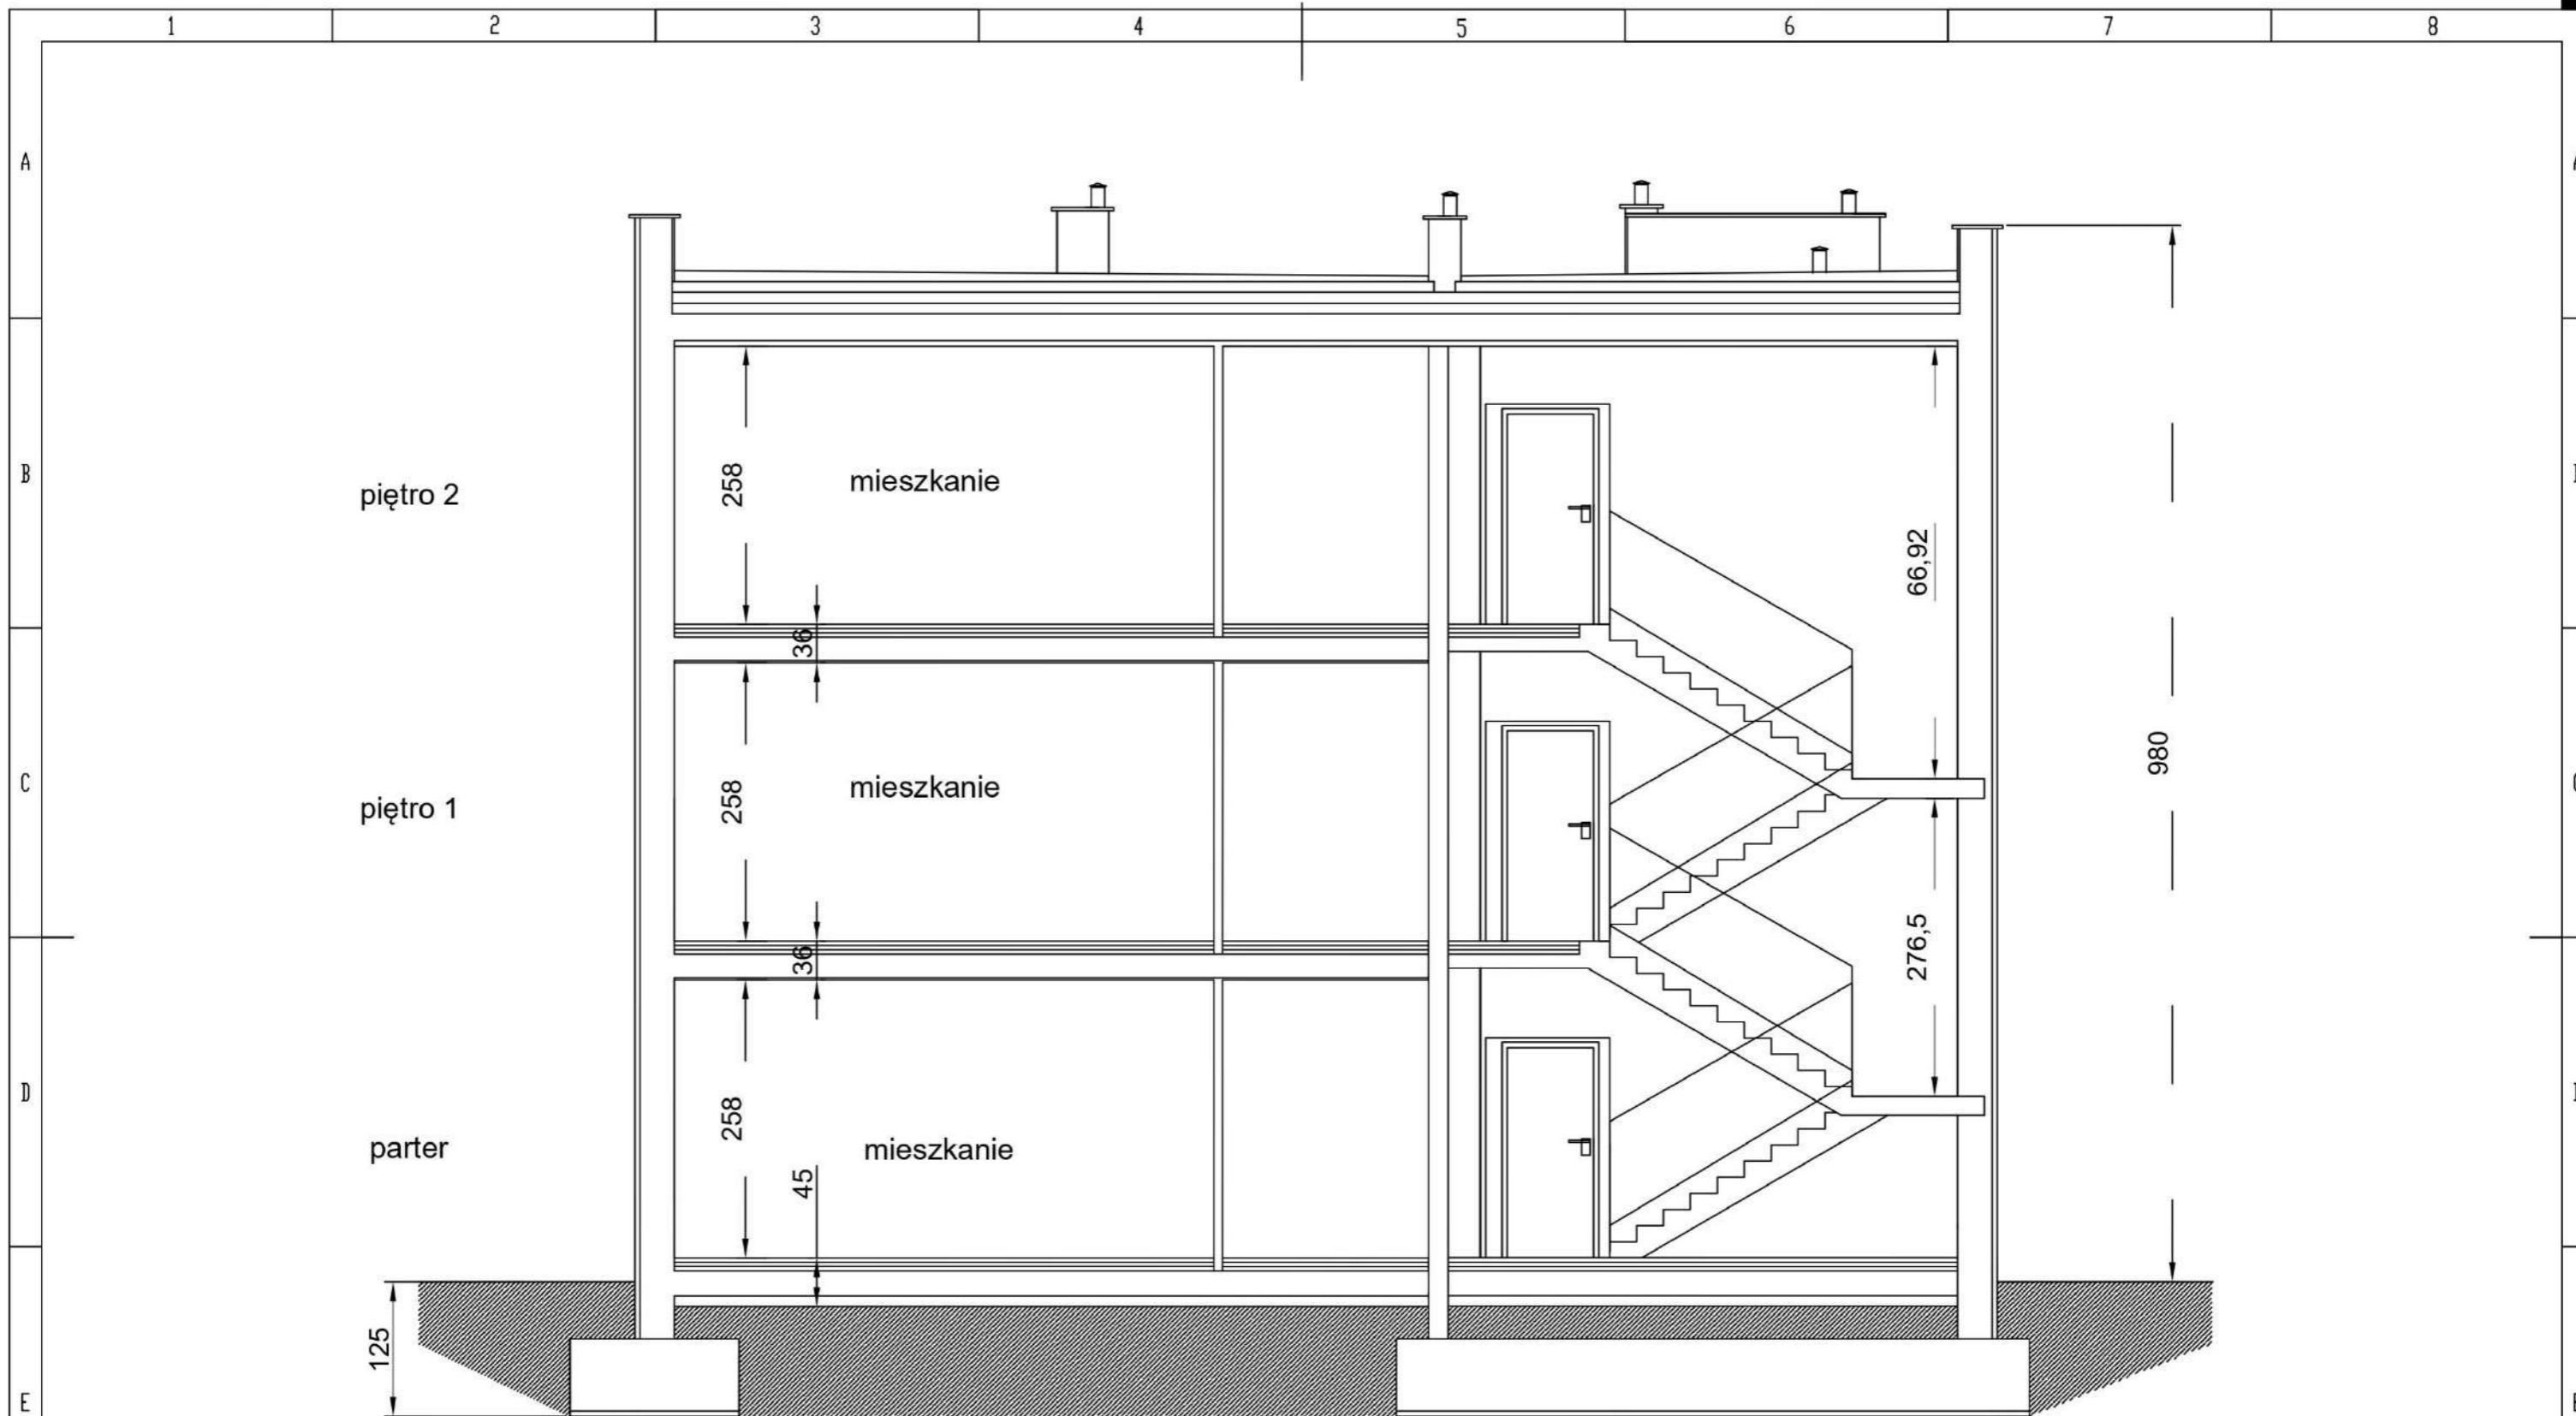 1 2 3 4 5 6 7 8
A
B
piętro 2
258
mieszkanie
66,92
36
C
piętro 1
258
mieszkanie
980
276,5
36
D
parter
258
mieszkanie
45
125
E